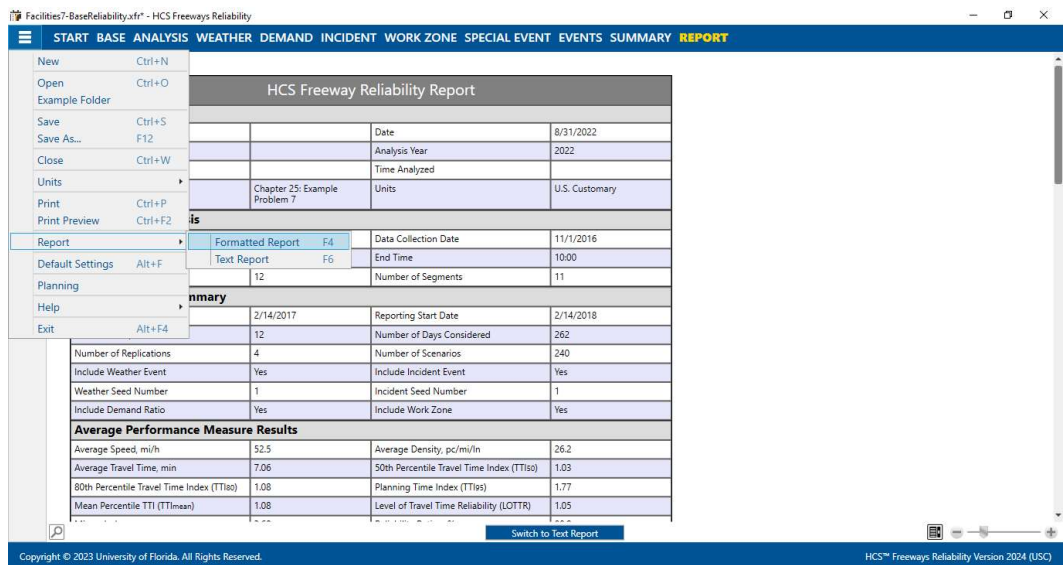 Facilities7-BaseReliability.xfr* - HCS Freeways Reliability
START BASE ANALYSIS WEATHER DEMAND INCIDENT WORK ZONE SPECIAL EVENT EVENTS SUMMARY REPORT
New Ctrl+N
Open Ctrl+O
Example Folder
Save Ctrl+S
Save As... F12
Close Ctrl+W
Units
Print Ctrl+P
Print Preview Ctrl+F2
Report
Default Settings Alt+F
Planning
Help
Exit Alt+F4
Formatted Report F4
Text Report F6
HCS Freeway Reliability Report
Date 8/31/2022
Analysis Year 2022
Time Analyzed
Chapter 25: Example Units U.S. Customary
Problem 7
sis
Data Collection Date 11/1/2016
End Time 10:00
12 Number of Segments 11
mmary
2/14/2017 Reporting Start Date 2/14/2018
12 Number of Days Considered 262
Number of Replications 4 Number of Scenarios 240
Include Weather Event Yes Include Incident Event Yes
Weather Seed Number 1 Incident Seed Number 1
Include Demand Ratio Yes Include Work Zone Yes
Average Performance Measure Results
Average Speed, mi/h 52.5 Average Density, pc/mi/ln 26.2
Average Travel Time, min 7.06 50th Percentile Travel Time Index (TTI50) 1.03
80th Percentile Travel Time Index (TTI80) 1.08 Planning Time Index (TTI95) 1.77
Mean Percentile TTI (TTImean) 1.08 Level of Travel Time Reliability (LOTTR) 1.05
Switch to Text Report
Copyright © 2023 University of Florida. All Rights Reserved. HCS™ Freeways Reliability Version 2024 (USC)